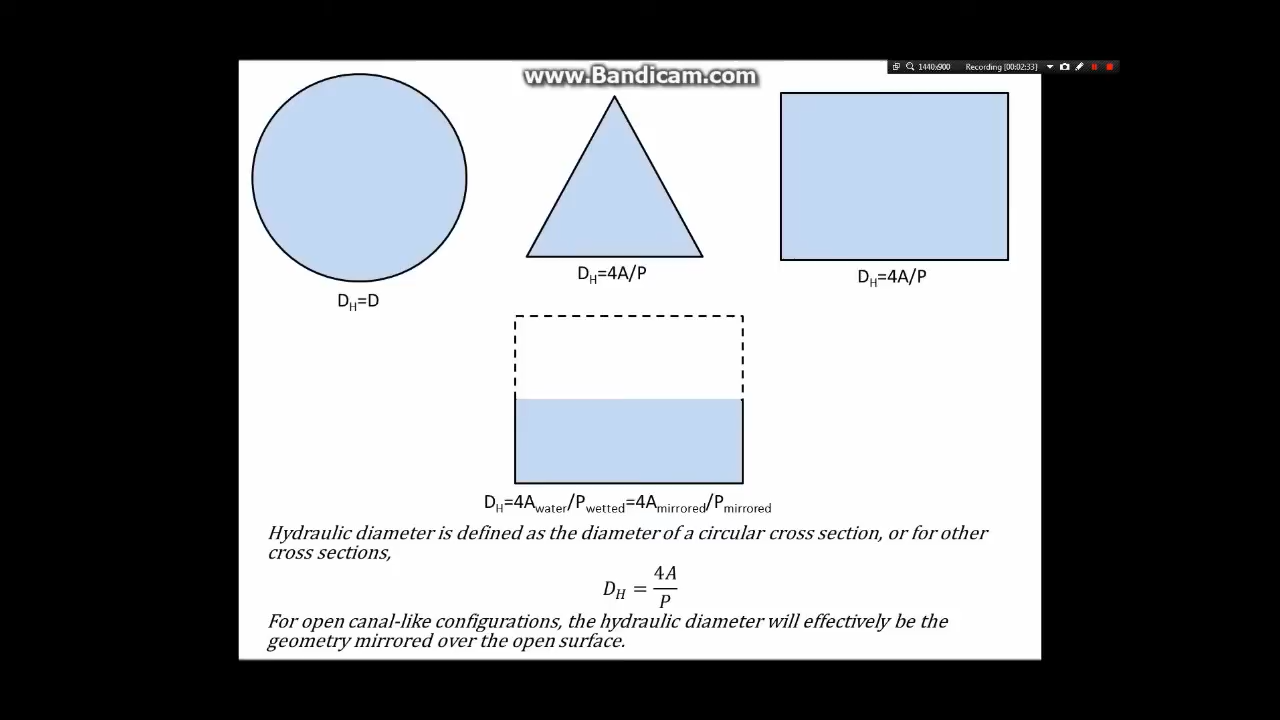 www.Bandicam.com
1440x900 Recording [00:02:33]
D_H=D
D_H=4A/P
D_H=4A/P
D_H=4A_water/P_wetted=4A_mirrored/P_mirrored
Hydraulic diameter is defined as the diameter of a circular cross section, or for other
cross sections,
D_H = 4A/P
For open canal-like configurations, the hydraulic diameter will effectively be the
geometry mirrored over the open surface.